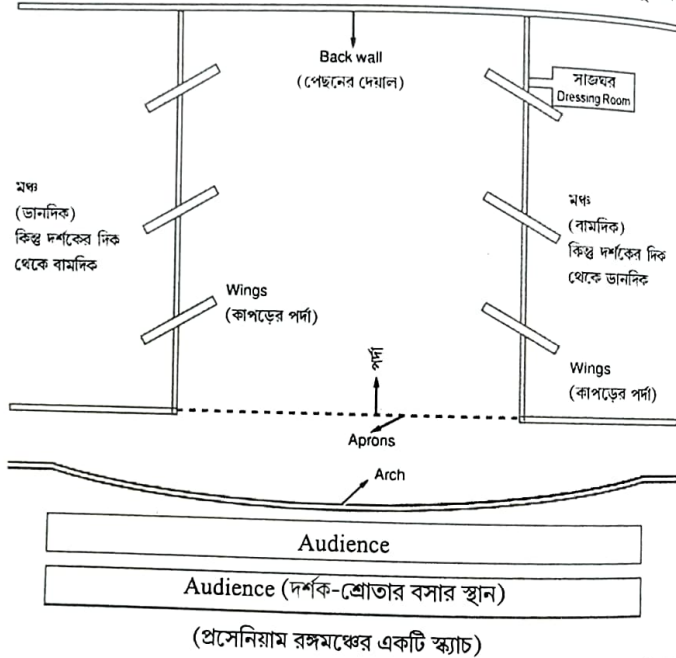 Back wall
(পেছনের দেয়াল)
সাজঘর
Dressing Room
মঞ্চ
(ডানদিক)
কিন্তু দর্শকের দিক
থেকে বামদিক
মঞ্চ
(বামদিক)
কিন্তু দর্শকের দিক
থেকে ডানদিক
Wings
(কাপড়ের পর্দা)
পর্দা
Wings
(কাপড়ের পর্দা)
Aprons
Arch
Audience
Audience (দর্শক-শ্রোতার বসার স্থান)
(প্রসেনিয়াম রঙ্গমঞ্চের একটি স্ক্যাচ)